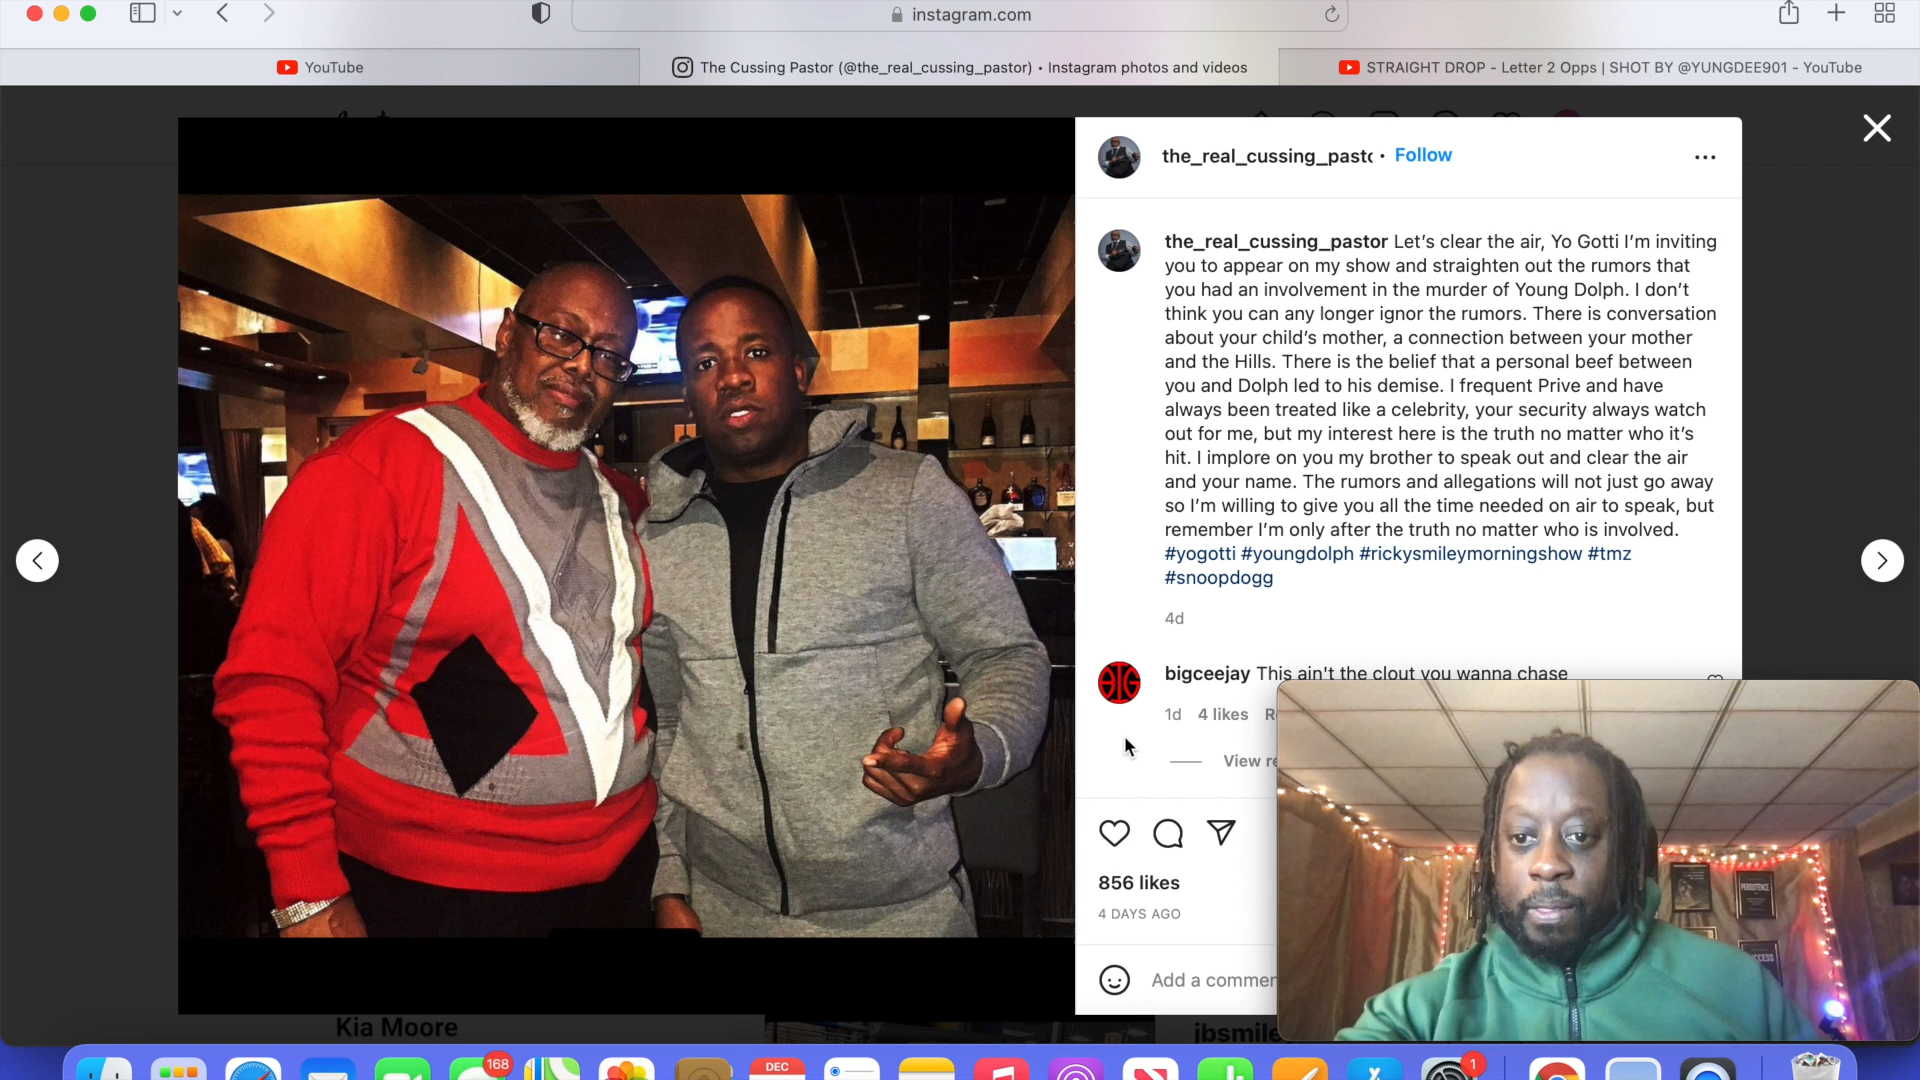 instagram.com
YouTube
The Cussing Pastor (@the_real_cussing_pastor) • Instagram photos and videos
STRAIGHT DROP - Letter 2 Opps | SHOT BY @YUNGDEE901 - YouTube
the_real_cussing_pasto • Follow
the_real_cussing_pastor Let's clear the air, Yo Gotti I'm inviting
you to appear on my show and straighten out the rumors that
you had an involvement in the murder of Young Dolph. I don't
think you can any longer ignor the rumors. There is conversation
about your child's mother, a connection between your mother
and the Hills. There is the belief that a personal beef between
you and Dolph led to his demise. I frequent Prive and have
always been treated like a celebrity, your security always watch
out for me, but my interest here is the truth no matter who it's
hit. I implore on you my brother to speak out and clear the air
and your name. The rumors and allegations will not just go away
so I'm willing to give you all the time needed on air to speak, but
remember I'm only after the truth no matter who is involved.
#yogotti #youngdolph #rickysmileymorningshow #tmz
#snoopdogg
4d
BIG
bigceejay This ain't the clout you wanna chase
1d 4 likes
View
856 likes
4 DAYS AGO
Add a commen
PERSISTENCE
Kia Moore
jbsmile
168
DEC
1